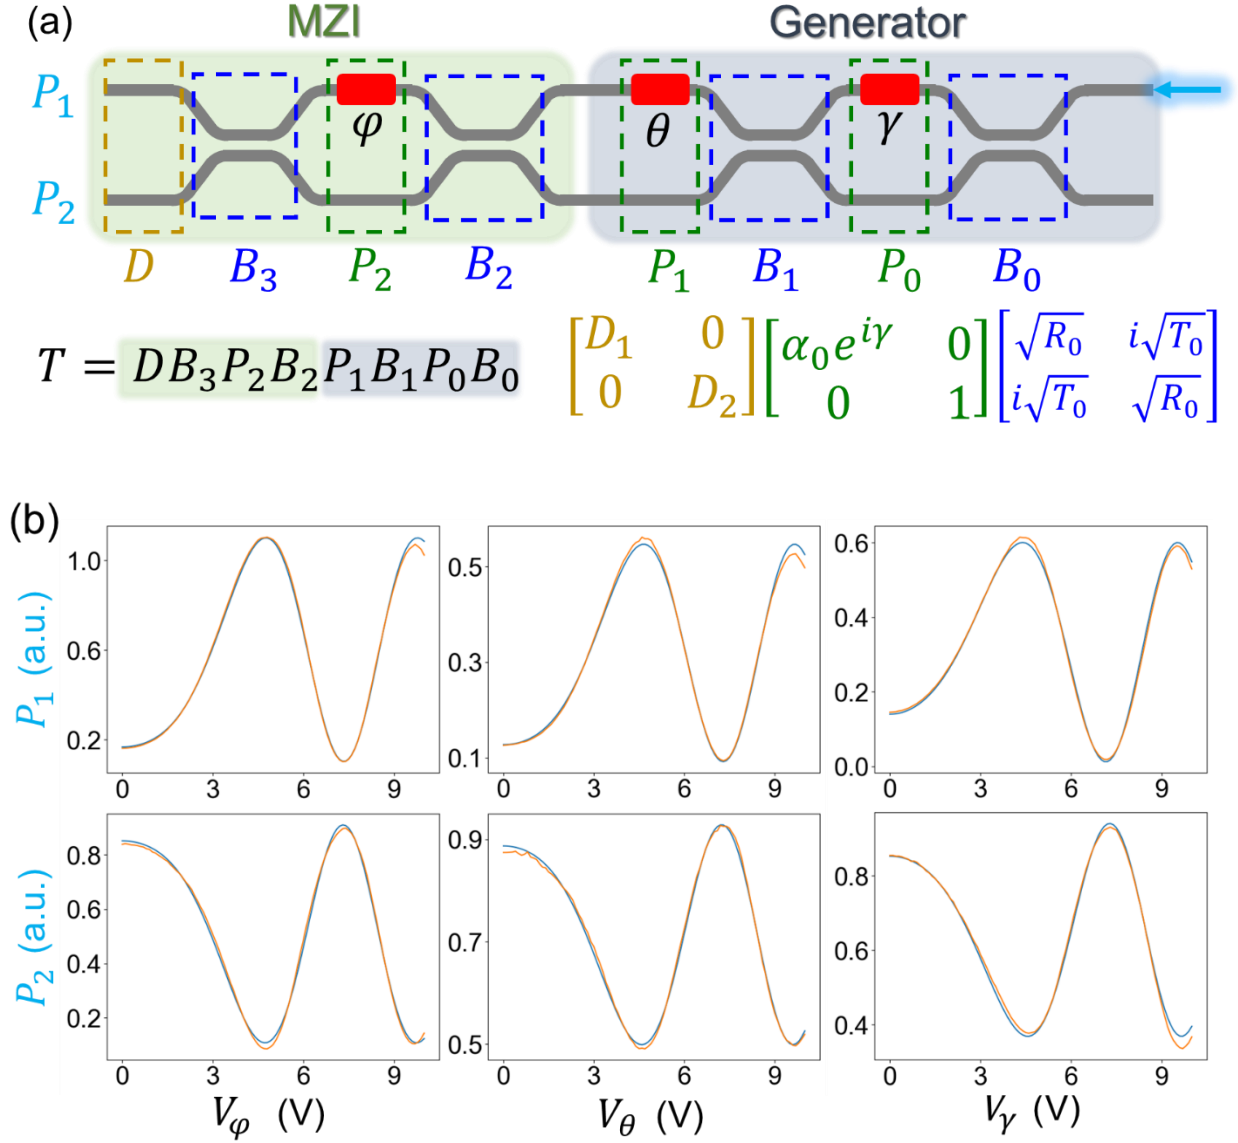 (a) MZI Generator
P₁ φ θ γ
P₂
D B₃ P₂ B₂ P₁ B₁ P₀ B₀
T = DB₃P₂B₂P₁B₁P₀B₀ [D₁ 0 0 D₂] [α₀e^{iγ} 0 0 1] [√R₀ i√T₀ i√T₀ √R₀]
(b)
P₁ (a.u.)
1.0
0.6
0.2
0 3 6 9
0.5
0.3
0.1
0 3 6 9
0.6
0.4
0.2
0.0
0 3 6 9
P₂ (a.u.)
0.8
0.6
0.4
0.2
0 3 6 9
0.9
0.7
0.5
0 3 6 9
0.8
0.6
0.4
0 3 6 9
V_φ (V) V_θ (V) V_γ (V)